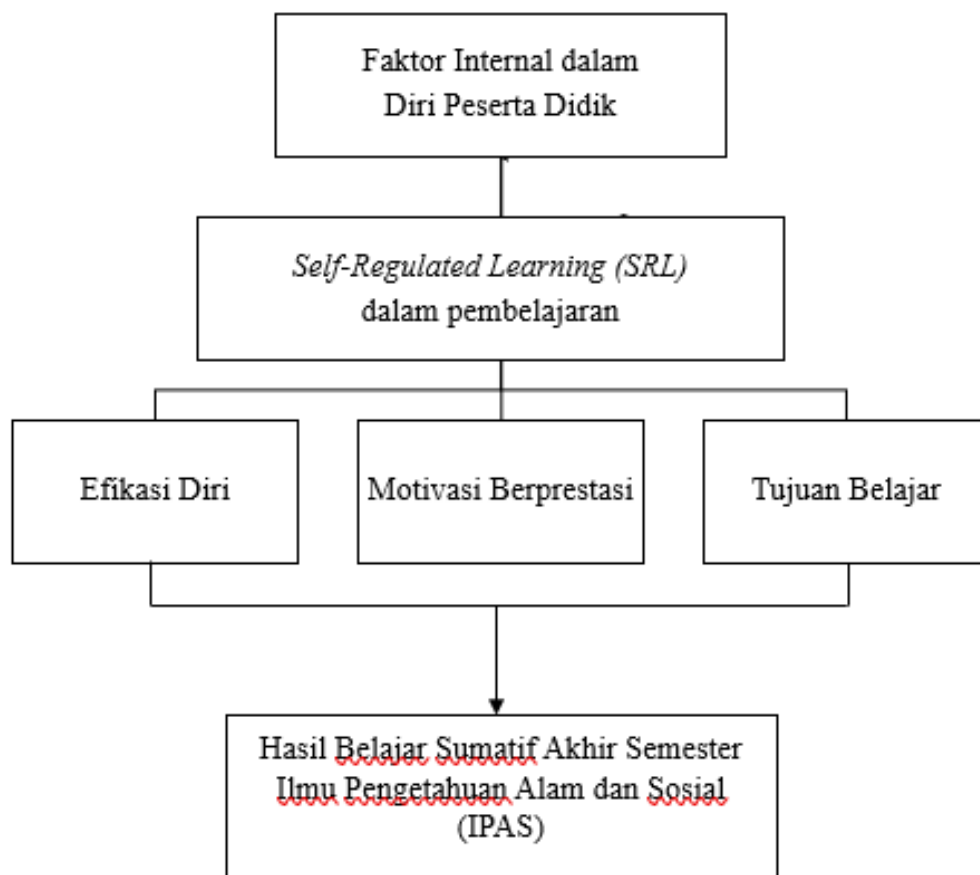 Faktor Internal dalam
Diri Peserta Didik
Self-Regulated Learning (SRL)
dalam pembelajaran
Efikasi Diri
Motivasi Berprestasi
Tujuan Belajar
Hasil Belajar Sumatif Akhir Semester
Ilmu Pengetahuan Alam dan Sosial
(IPAS)